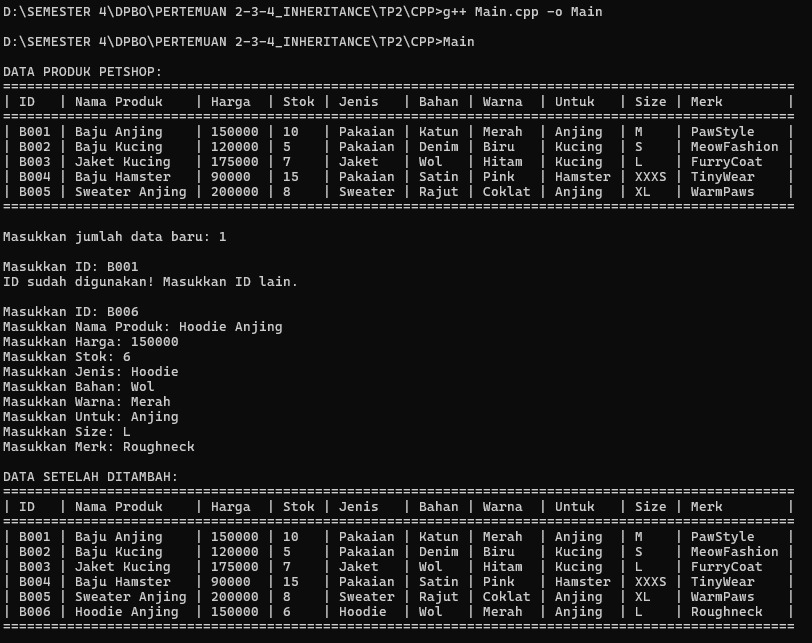 D:\SEMESTER 4\DPBO\PERTEMUAN 2-3-4_INHERITANCE\TP2\CPP>g++ Main.cpp -o Main
D:\SEMESTER 4\DPBO\PERTEMUAN 2-3-4_INHERITANCE\TP2\CPP>Main
DATA PRODUK PETSHOP:
===================================================================================================
| ID   | Nama Produk    | Harga  | Stok | Jenis   | Bahan | Warna  | Untuk   | Size | Merk        |
===================================================================================================
| B001 | Baju Anjing    | 150000 | 10   | Pakaian | Katun | Merah  | Anjing  | M    | PawStyle    |
| B002 | Baju Kucing    | 120000 | 5    | Pakaian | Denim | Biru   | Kucing  | S    | MeowFashion |
| B003 | Jaket Kucing   | 175000 | 7    | Jaket   | Wol   | Hitam  | Kucing  | L    | FurryCoat   |
| B004 | Baju Hamster   | 90000  | 15   | Pakaian | Satin | Pink   | Hamster | XXXS | TinyWear    |
| B005 | Sweater Anjing | 200000 | 8    | Sweater | Rajut | Coklat | Anjing  | XL   | WarmPaws    |
===================================================================================================
Masukkan jumlah data baru: 1
Masukkan ID: B001
ID sudah digunakan! Masukkan ID lain.
Masukkan ID: B006
Masukkan Nama Produk: Hoodie Anjing
Masukkan Harga: 150000
Masukkan Stok: 6
Masukkan Jenis: Hoodie
Masukkan Bahan: Wol
Masukkan Warna: Merah
Masukkan Untuk: Anjing
Masukkan Size: L
Masukkan Merk: Roughneck
DATA SETELAH DITAMBAH:
===================================================================================================
| ID   | Nama Produk    | Harga  | Stok | Jenis   | Bahan | Warna  | Untuk   | Size | Merk        |
===================================================================================================
| B001 | Baju Anjing    | 150000 | 10   | Pakaian | Katun | Merah  | Anjing  | M    | PawStyle    |
| B002 | Baju Kucing    | 120000 | 5    | Pakaian | Denim | Biru   | Kucing  | S    | MeowFashion |
| B003 | Jaket Kucing   | 175000 | 7    | Jaket   | Wol   | Hitam  | Kucing  | L    | FurryCoat   |
| B004 | Baju Hamster   | 90000  | 15   | Pakaian | Satin | Pink   | Hamster | XXXS | TinyWear    |
| B005 | Sweater Anjing | 200000 | 8    | Sweater | Rajut | Coklat | Anjing  | XL   | WarmPaws    |
| B006 | Hoodie Anjing  | 150000 | 6    | Hoodie  | Wol   | Merah  | Anjing  | L    | Roughneck   |
===================================================================================================